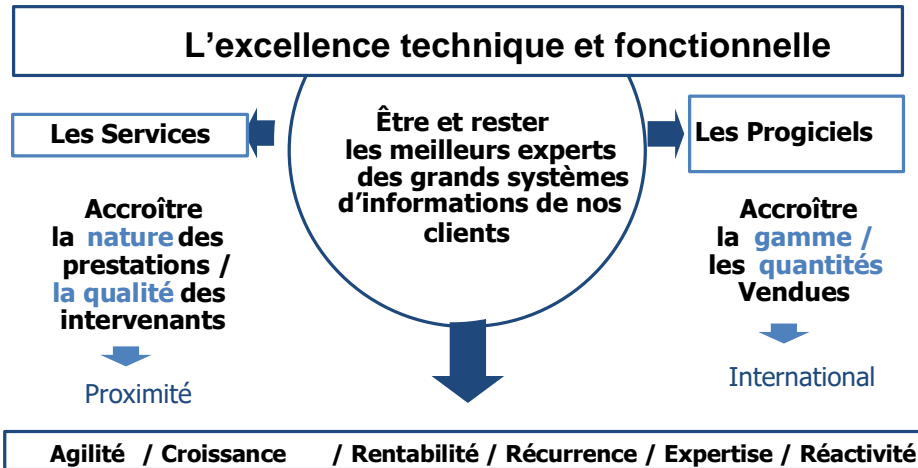 L'excellence technique et fonctionnelle
Les Services
Être et rester
les meilleurs experts
des grands systèmes
d'informations de nos
clients
Les Progiciels
Accroître
la nature des
prestations /
la qualité des
intervenants
Proximité
Accroître
la gamme /
les quantités
Vendues
International
Agilité / Croissance / Rentabilité / Récurrence / Expertise / Réactivité